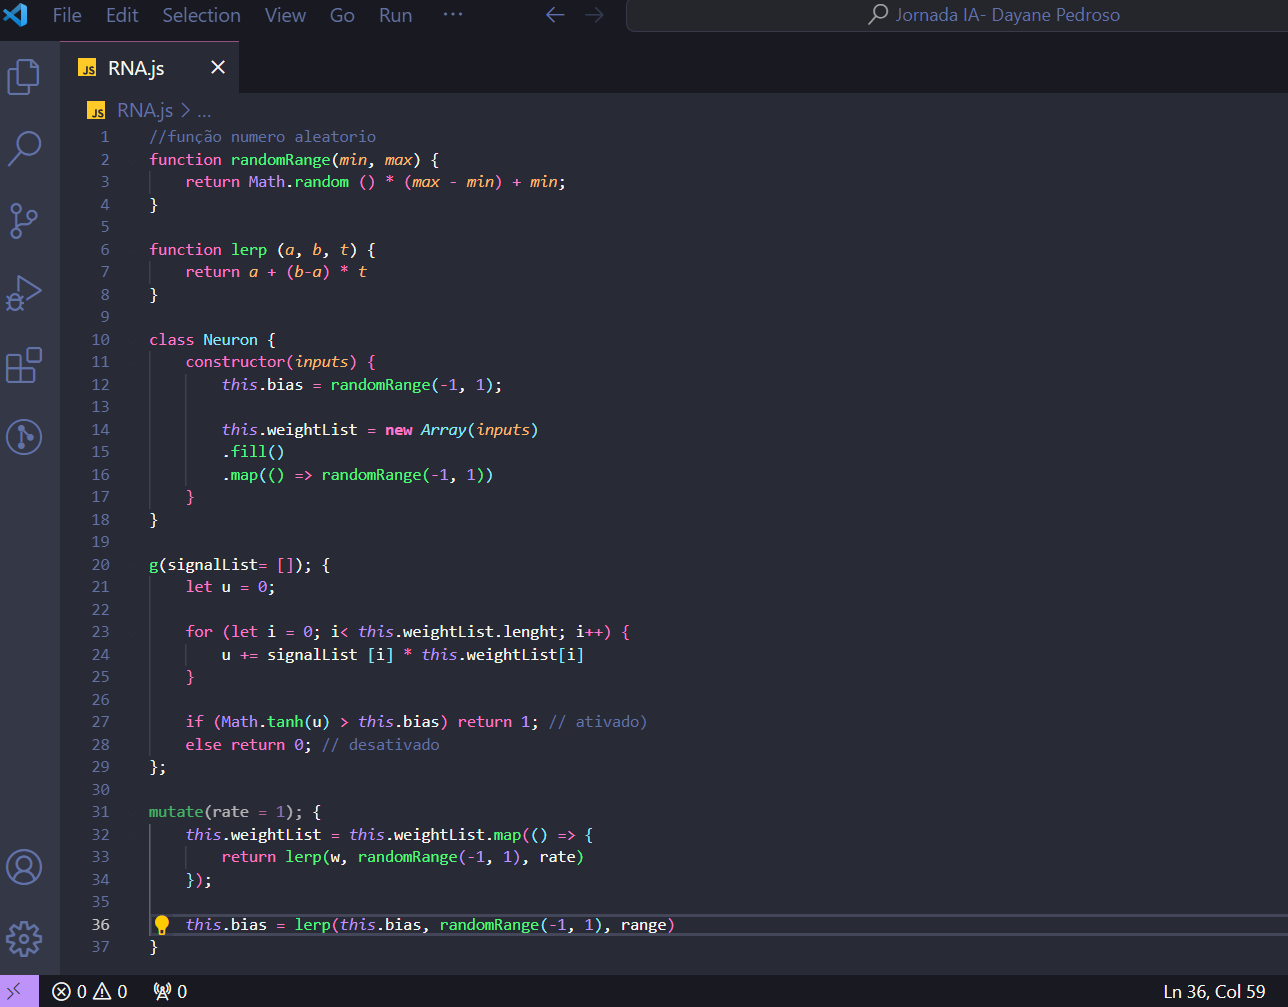 File Edit Selection View Go Run ...
Jornada IA- Dayane Pedroso
JS RNA.js
JS RNA.js > ...
1 //função numero aleatorio
2 function randomRange(min, max) {
3 return Math.random () * (max - min) + min;
4 }
5
6 function lerp (a, b, t) {
7 return a + (b-a) * t
8 }
9
10 class Neuron {
11 constructor(inputs) {
12 this.bias = randomRange(-1, 1);
13
14 this.weightList = new Array(inputs)
15 .fill()
16 .map(() => randomRange(-1, 1))
17 }
18 }
19
20 g(signalList= []); {
21 let u = 0;
22
23 for (let i = 0; i< this.weightList.lenght; i++) {
24 u += signalList [i] * this.weightList[i]
25 }
26
27 if (Math.tanh(u) > this.bias) return 1; // ativado)
28 else return 0; // desativado
29 };
30
31 mutate(rate = 1); {
32 this.weightList = this.weightList.map(() => {
33 return lerp(w, randomRange(-1, 1), rate)
34 });
35
36 this.bias = lerp(this.bias, randomRange(-1, 1), range)
37 }
0 0 0
Ln 36, Col 59